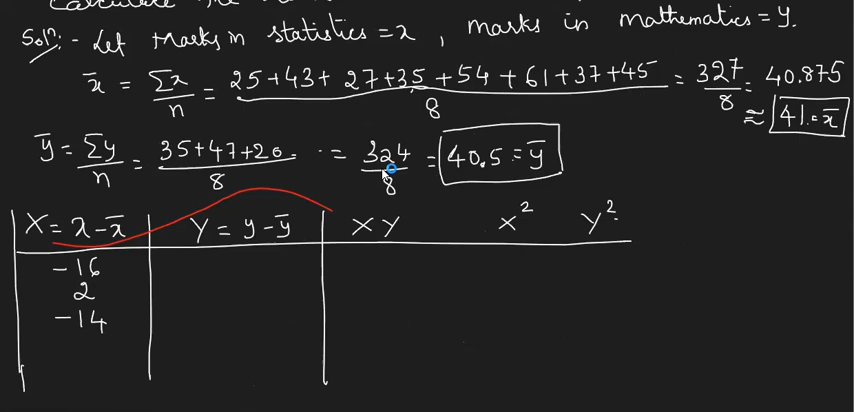 Calculate the
Soln:- Let Marks in statistics = x, marks in mathematics = y.
x̄ = Σx/n = 25+43+27+35+54+61+37+45/8 = 327/8 = 40.875
≈ 41 = x̄
ȳ = Σy/n = 35+47+20 ... /8 = 324/8 = 40.5 = ȳ
X = x-x̄ Y = y-ȳ XY X² Y²
-16
2
-14